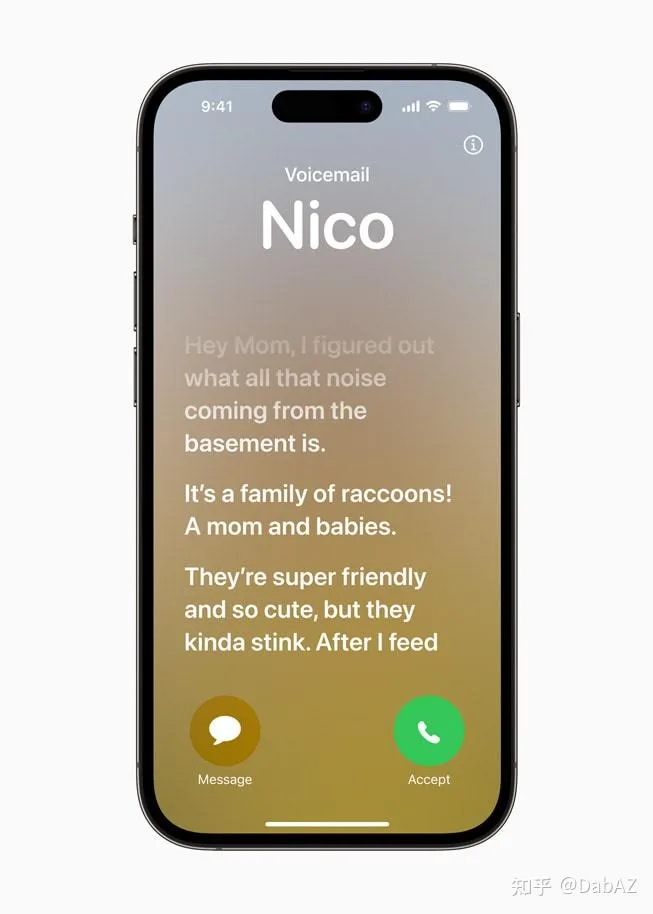 9:41
Voicemail
Nico
Hey Mom, I figured out
what all that noise
coming from the
basement is.
It’s a family of raccoons!
A mom and babies.
They’re super friendly
and so cute, but they
kinda stink. After I feed
Message
Accept
知乎 @DabAZ